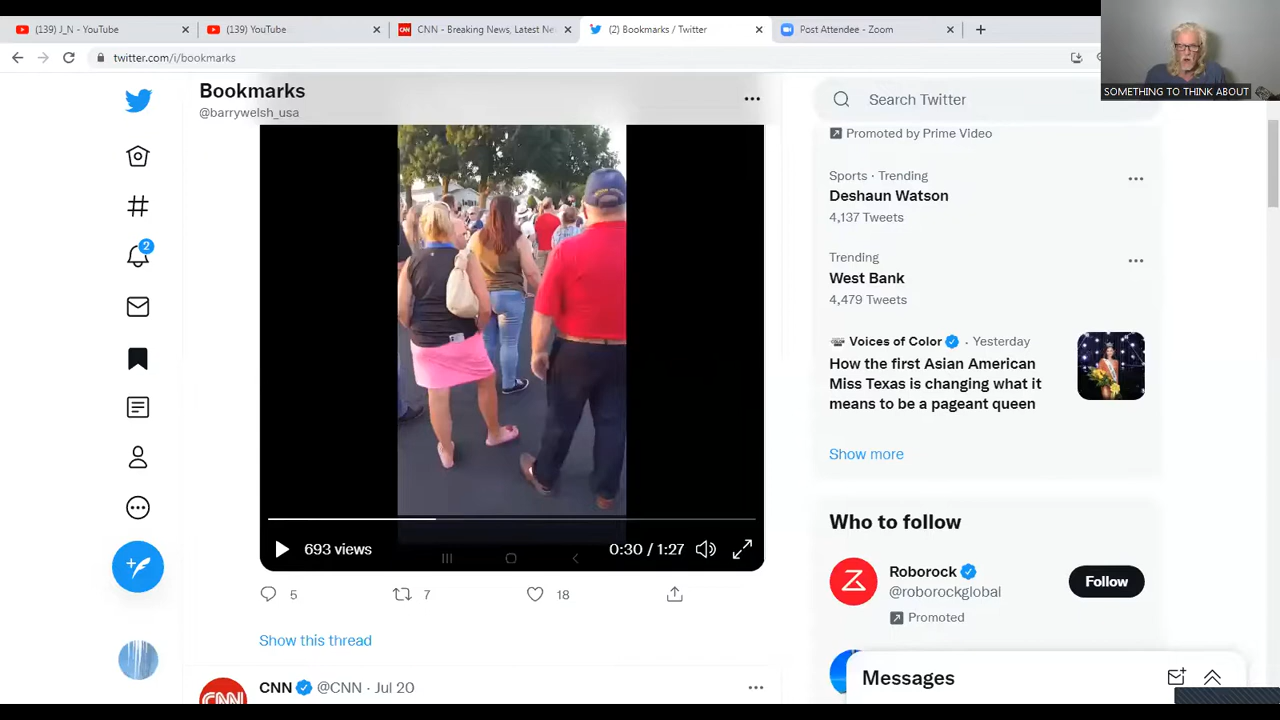 (139) J_N - YouTube
(139) YouTube
CNN - Breaking News, Latest Ne
(2) Bookmarks / Twitter
Post Attendee - Zoom
twitter.com/i/bookmarks
SOMETHING TO THINK ABOUT
Bookmarks
@barrywelsh_usa
2
693 views
0:30 / 1:27
5
7
18
Show this thread
CNN
CNN @CNN · Jul 20
Search Twitter
Promoted by Prime Video
Sports · Trending
Deshaun Watson
4,137 Tweets
Trending
West Bank
4,479 Tweets
Voices of Color · Yesterday
How the first Asian American
Miss Texas is changing what it
means to be a pageant queen
Show more
Who to follow
Roborock
@roborockglobal
Follow
Promoted
Messages